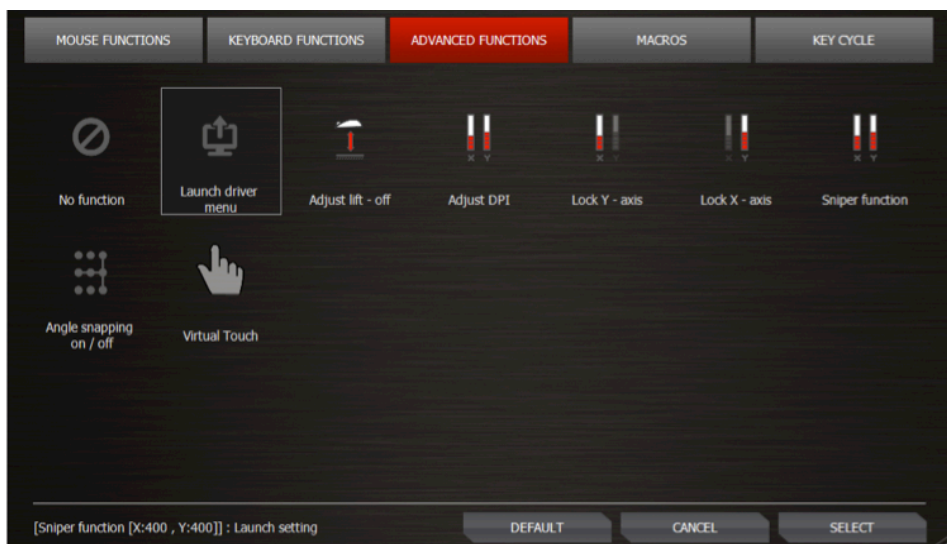 MOUSE FUNCTIONS
KEYBOARD FUNCTIONS
ADVANCED FUNCTIONS
MACROS
KEY CYCLE
No function
Launch driver
menu
Adjust lift - off
X Y
Adjust DPI
X Y
Lock Y - axis
X Y
Lock X - axis
X Y
Sniper function
Angle snapping
on / off
Virtual Touch
[Sniper function [X:400 , Y:400]] : Launch setting
DEFAULT
CANCEL
SELECT